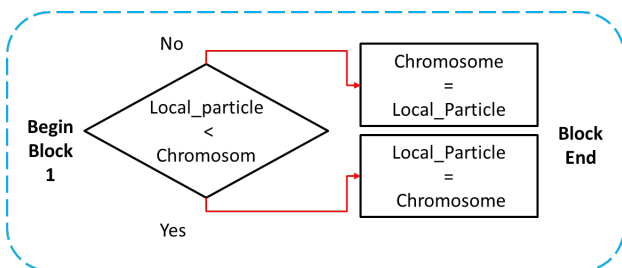 No
Begin
Block
1
Local_particle
<
Chromosom
Yes
Chromosome
=
Local_Particle
Local_Particle
=
Chromosome
Block
End